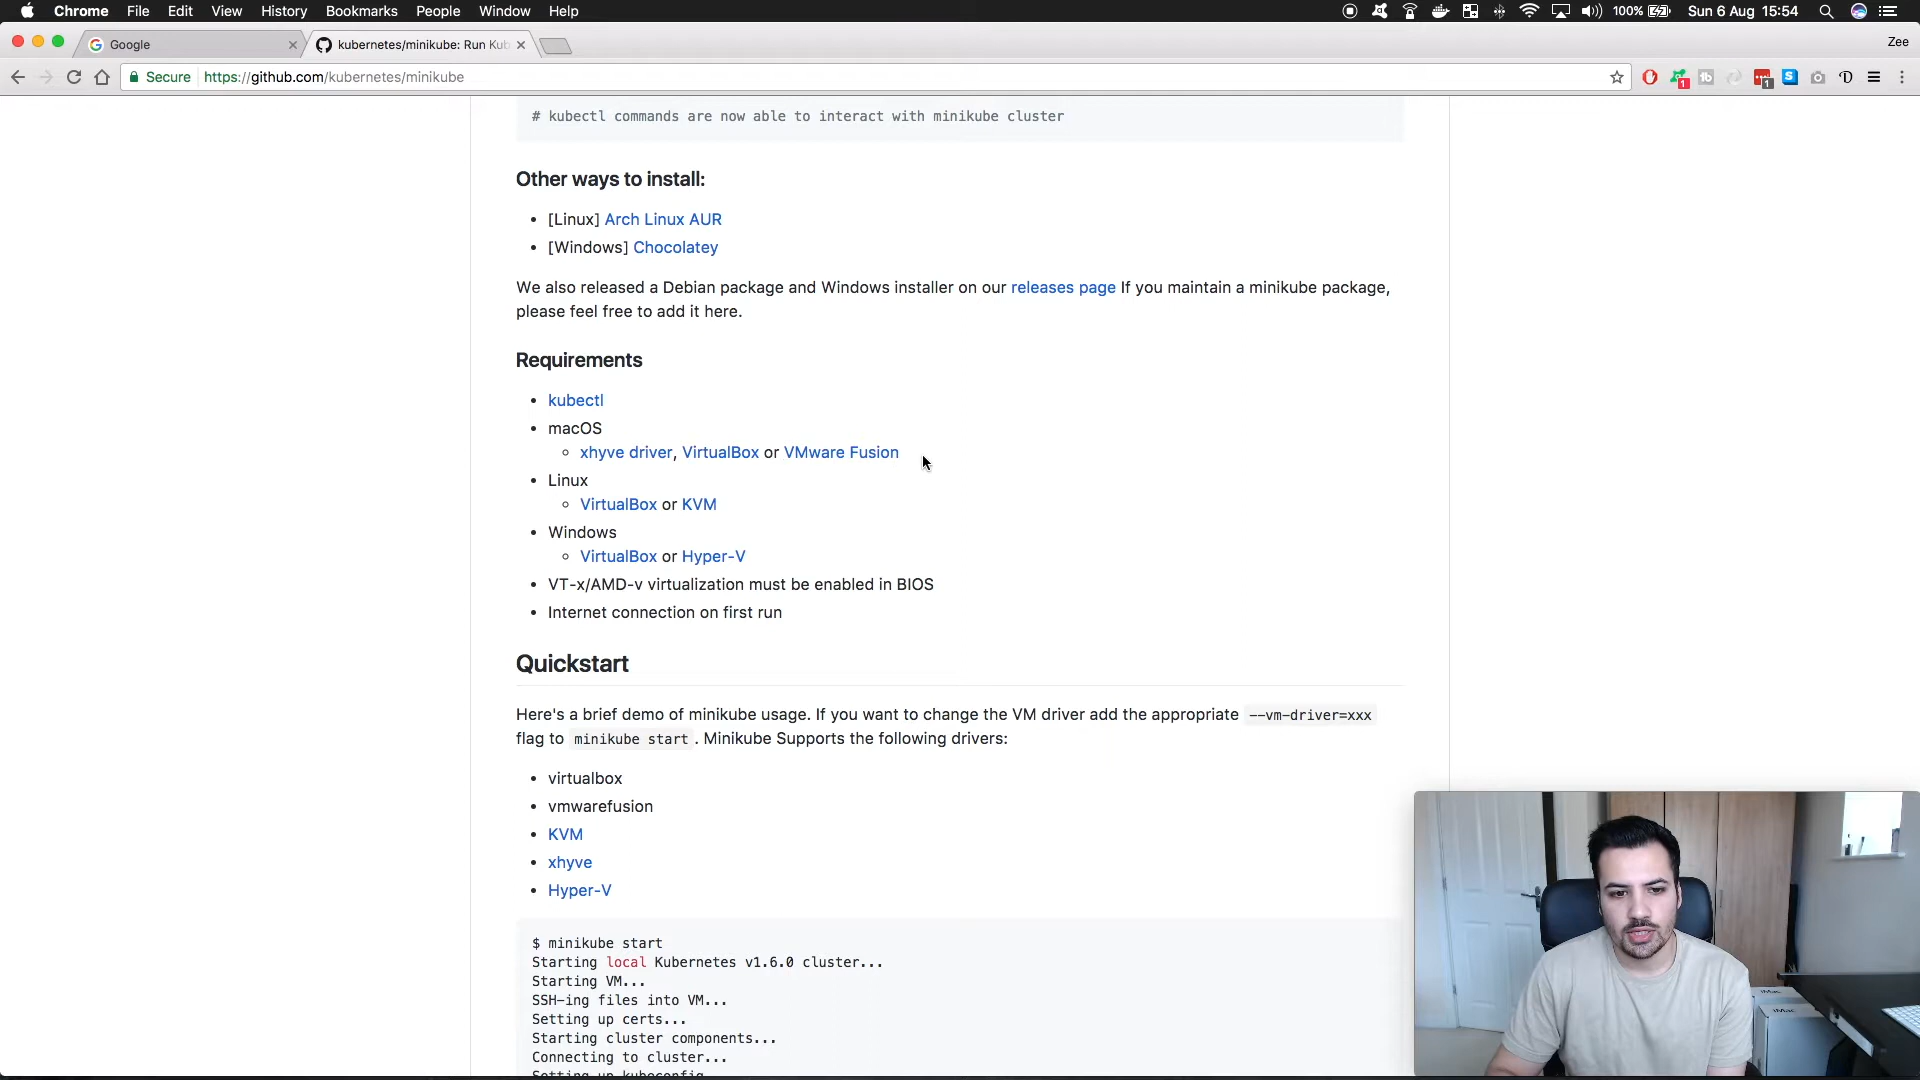 Chrome File Edit View History Bookmarks People Window Help 100% Sun 6 Aug 15:54
Google kubernetes/minikube: Run Kub Zee
Secure https://github.com/kubernetes/minikube
# kubectl commands are now able to interact with minikube cluster
Other ways to install:
• [Linux] Arch Linux AUR
• [Windows] Chocolatey
We also released a Debian package and Windows installer on our releases page If you maintain a minikube package,
please feel free to add it here.
Requirements
• kubectl
• macOS
◦ xhyve driver, VirtualBox or VMware Fusion
• Linux
◦ VirtualBox or KVM
• Windows
◦ VirtualBox or Hyper-V
• VT-x/AMD-v virtualization must be enabled in BIOS
• Internet connection on first run
Quickstart
Here's a brief demo of minikube usage. If you want to change the VM driver add the appropriate --vm-driver=xxx
flag to minikube start . Minikube Supports the following drivers:
• virtualbox
• vmwarefusion
• KVM
• xhyve
• Hyper-V
$ minikube start
Starting local Kubernetes v1.6.0 cluster...
Starting VM...
SSH-ing files into VM...
Setting up certs...
Starting cluster components...
Connecting to cluster...
Setting up kubeconfig